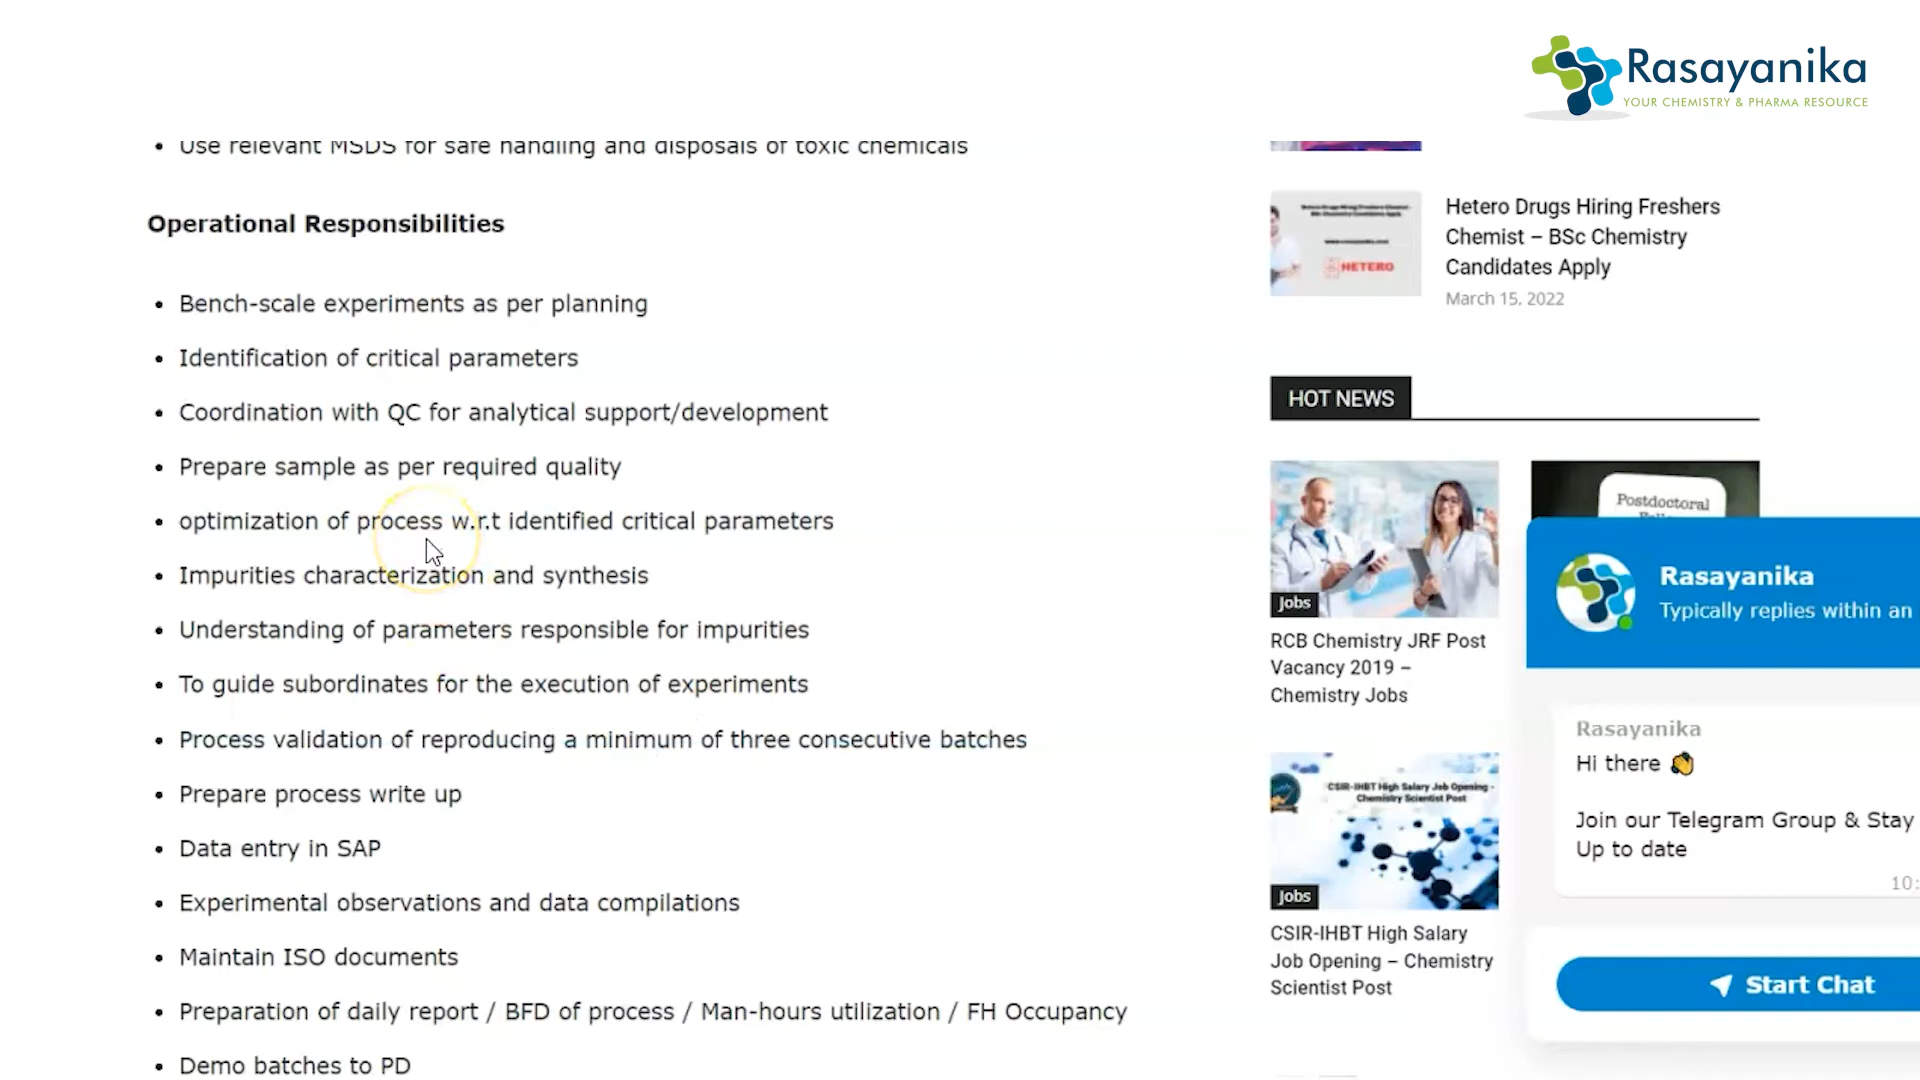 Rasayanika
YOUR CHEMISTRY & PHARMA RESOURCE
Use relevant MSDS for safe handling and disposals of toxic chemicals
Operational Responsibilities
Bench-scale experiments as per planning
Identification of critical parameters
Coordination with QC for analytical support/development
Prepare sample as per required quality
optimization of process w.r.t identified critical parameters
Impurities characterization and synthesis
Understanding of parameters responsible for impurities
To guide subordinates for the execution of experiments
Process validation of reproducing a minimum of three consecutive batches
Prepare process write up
Data entry in SAP
Experimental observations and data compilations
Maintain ISO documents
Preparation of daily report / BFD of process / Man-hours utilization / FH Occupancy
Demo batches to PD
HETERO
Hetero Drugs Hiring Freshers
Chemist – BSc Chemistry
Candidates Apply
March 15, 2022
HOT NEWS
Jobs
RCB Chemistry JRF Post
Vacancy 2019 –
Chemistry Jobs
Postdoctoral
CSIR-IHBT High Salary Job Opening -
Chemistry Scientist Post
Jobs
CSIR-IHBT High Salary
Job Opening – Chemistry
Scientist Post
Rasayanika
Typically replies within an
Rasayanika
Hi there
Join our Telegram Group & Stay
Up to date
10:
Start Chat